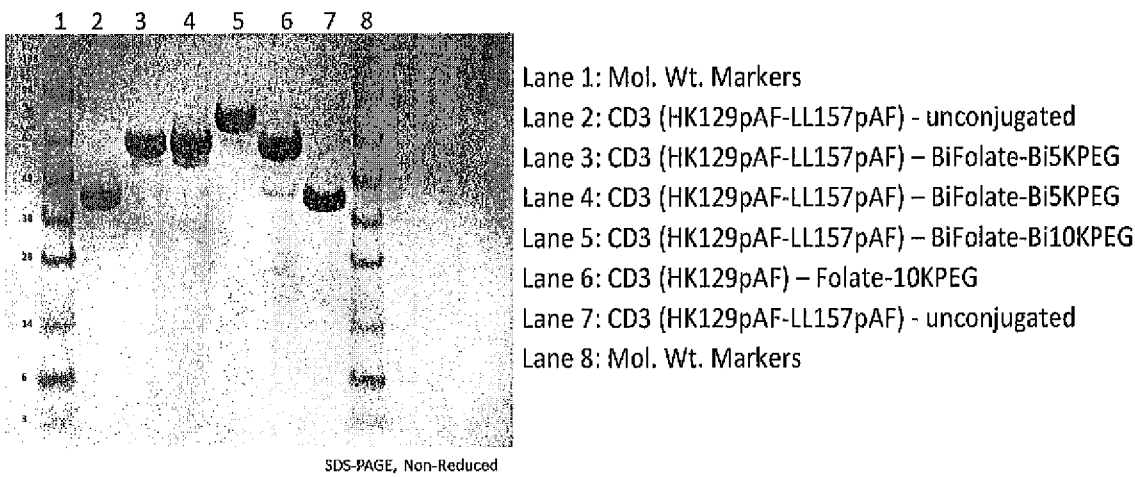 1 2 3 4 5 6 7 8
Lane 1: Mol. Wt. Markers
Lane 2: CD3 (HK129pAF-LL157pAF) - unconjugated
Lane 3: CD3 (HK129pAF-LL157pAF) – BiFolate-Bi5KPEG
Lane 4: CD3 (HK129pAF-LL157pAF) – BiFolate-Bi5KPEG
Lane 5: CD3 (HK129pAF-LL157pAF) – BiFolate-Bi10KPEG
Lane 6: CD3 (HK129pAF) – Folate-10KPEG
Lane 7: CD3 (HK129pAF-LL157pAF) - unconjugated
Lane 8: Mol. Wt. Markers
38
28
14
6
3
SDS-PAGE, Non-Reduced